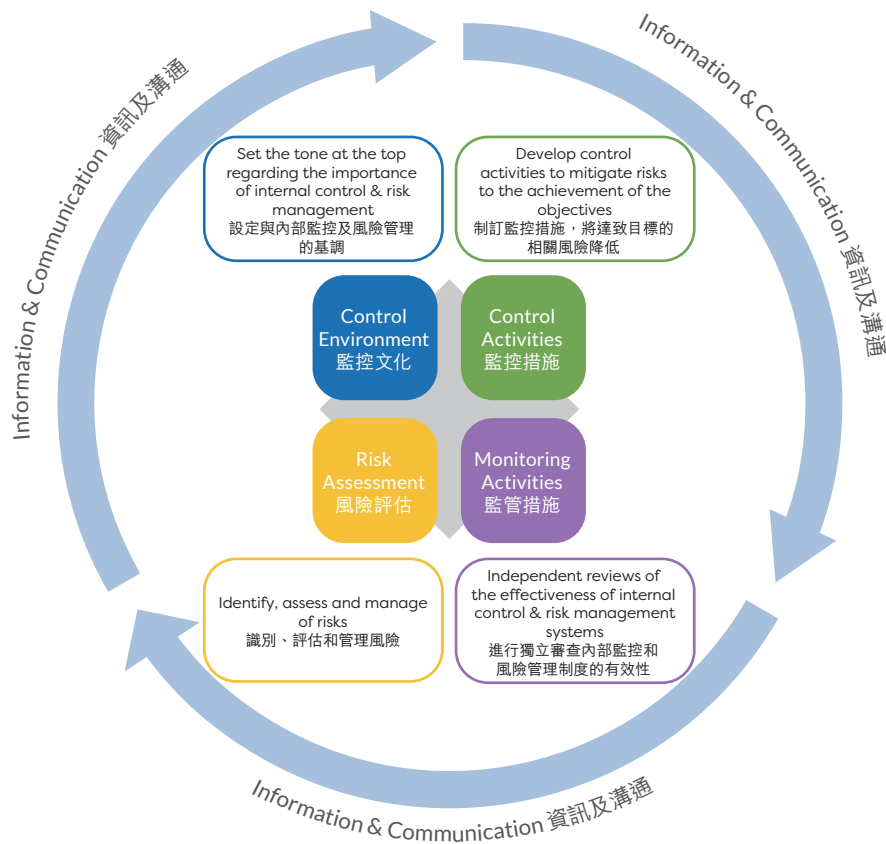 Information & Communication 資訊及溝通
Information & Communication 資訊及溝通
Set the tone at the top
regarding the importance
of internal control & risk
management
設定與內部監控及風險管理
的基調
Develop control
activities to mitigate risks
to the achievement of the
objectives
制訂監控措施，將達致目標的
相關風險降低
Control
Environment
監控文化
Control
Activities
監控措施
Risk
Assessment
風險評估
Monitoring
Activities
監管措施
Identify, assess and manage
of risks
識別、評估和管理風險
Independent reviews of
the effectiveness of internal
control & risk management
systems
進行獨立審查內部監控和
風險管理制度的有效性
Information & Communication 資訊及溝通